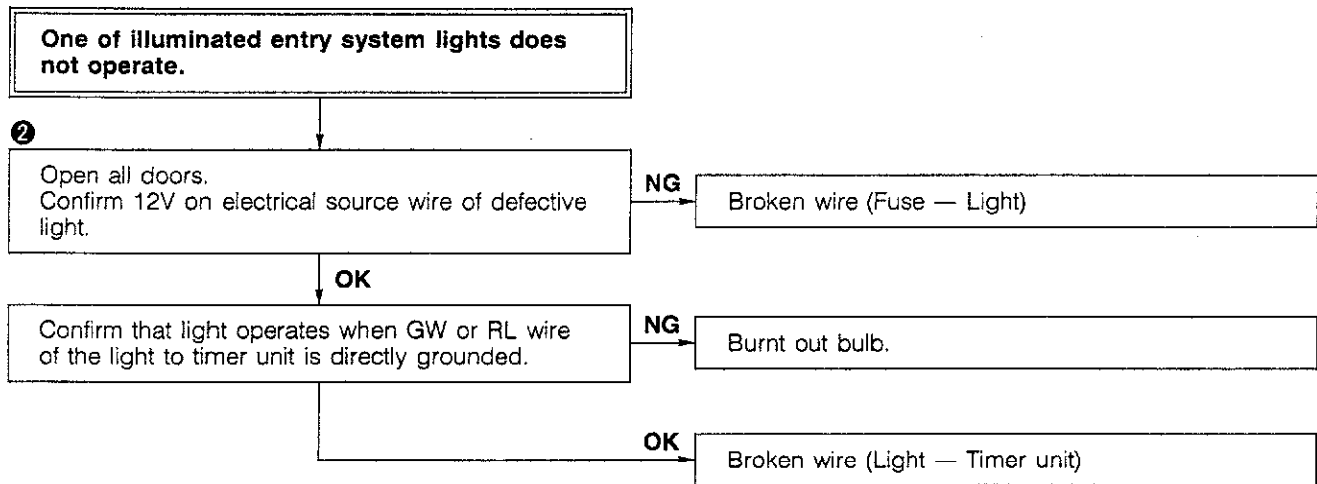 One of illuminated entry system lights does
not operate.
❷
Open all doors.
Confirm 12V on electrical source wire of defective
light.
NG
Broken wire (Fuse — Light)
OK
Confirm that light operates when GW or RL wire
of the light to timer unit is directly grounded.
NG
Burnt out bulb.
OK
Broken wire (Light — Timer unit)